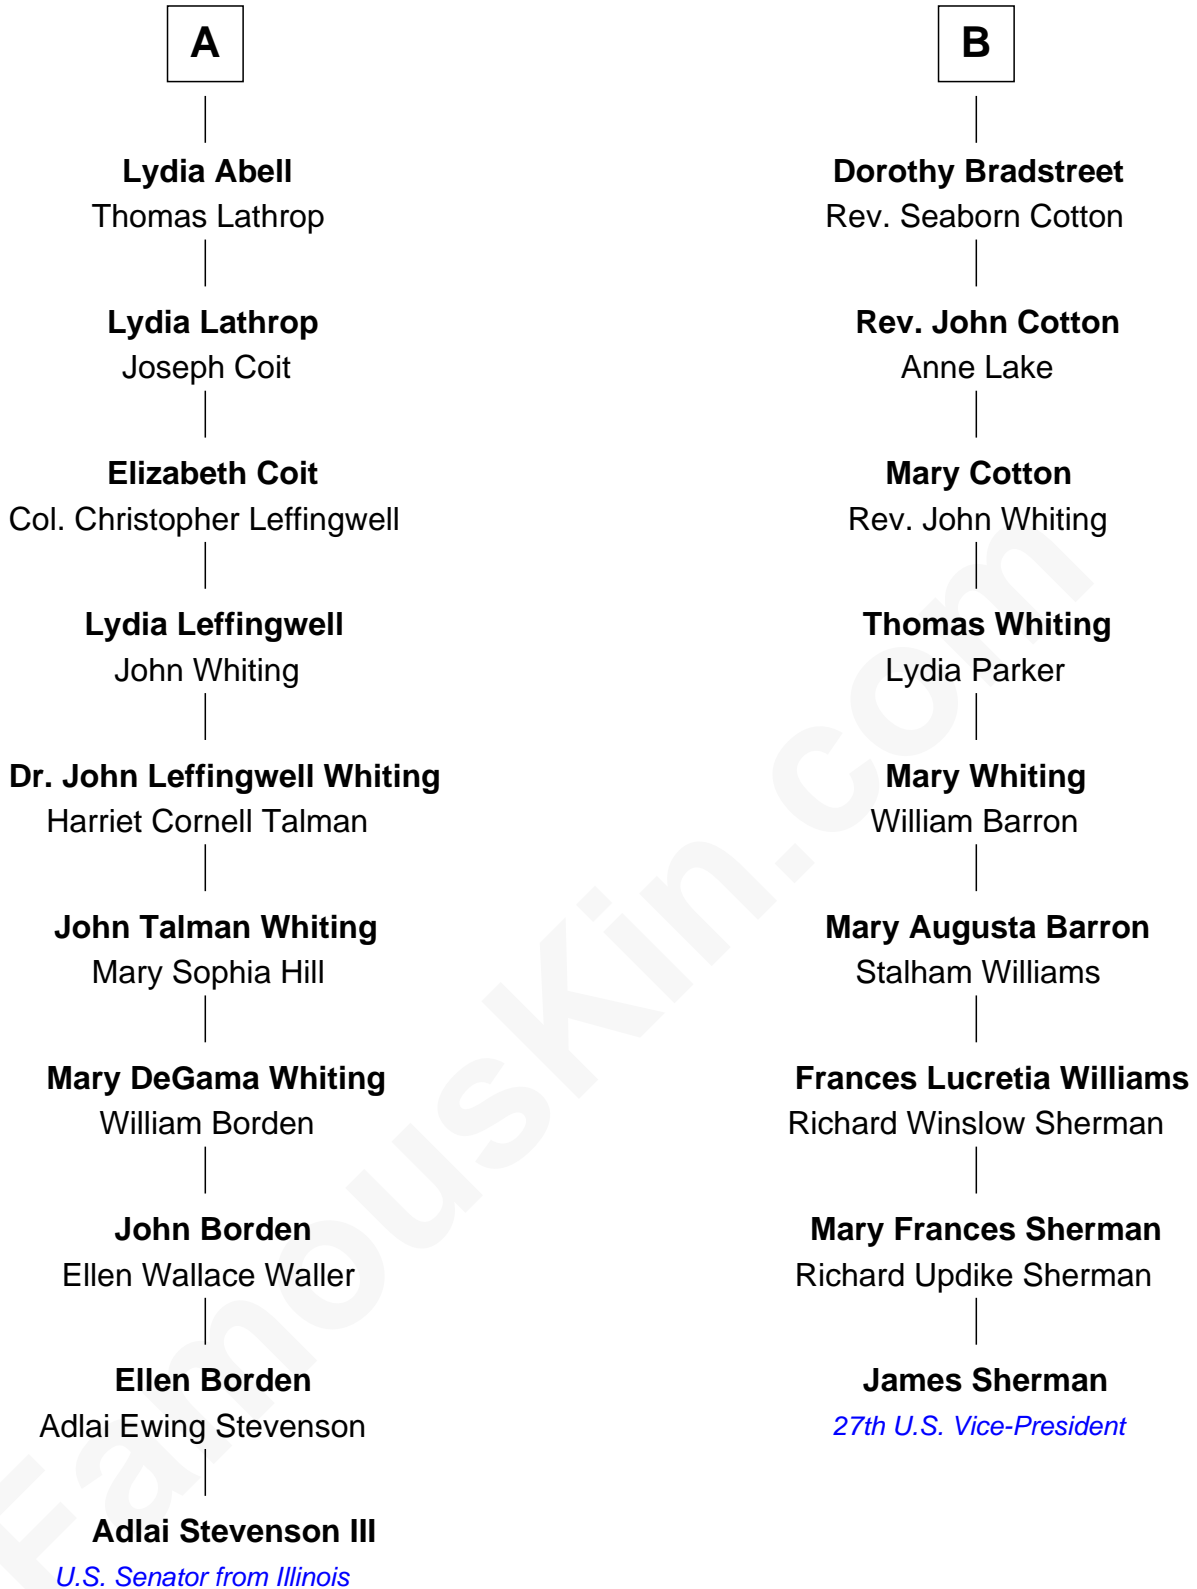 A
Lydia Abell
Thomas Lathrop
Lydia Lathrop
Joseph Coit
Elizabeth Coit
Col. Christopher Leffingwell
Lydia Leffingwell
John Whiting
Dr. John Leffingwell Whiting
Harriet Cornell Talman
John Talman Whiting
Mary Sophia Hill
Mary DeGama Whiting
William Borden
John Borden
Ellen Wallace Waller
Ellen Borden
Adlai Ewing Stevenson
Adlai Stevenson III
U.S. Senator from Illinois
B
Dorothy Bradstreet
Rev. Seaborn Cotton
Rev. John Cotton
Anne Lake
Mary Cotton
Rev. John Whiting
Thomas Whiting
Lydia Parker
Mary Whiting
William Barron
Mary Augusta Barron
Stalham Williams
Frances Lucretia Williams
Richard Winslow Sherman
Mary Frances Sherman
Richard Updike Sherman
James Sherman
27th U.S. Vice-President
FamousKin.com